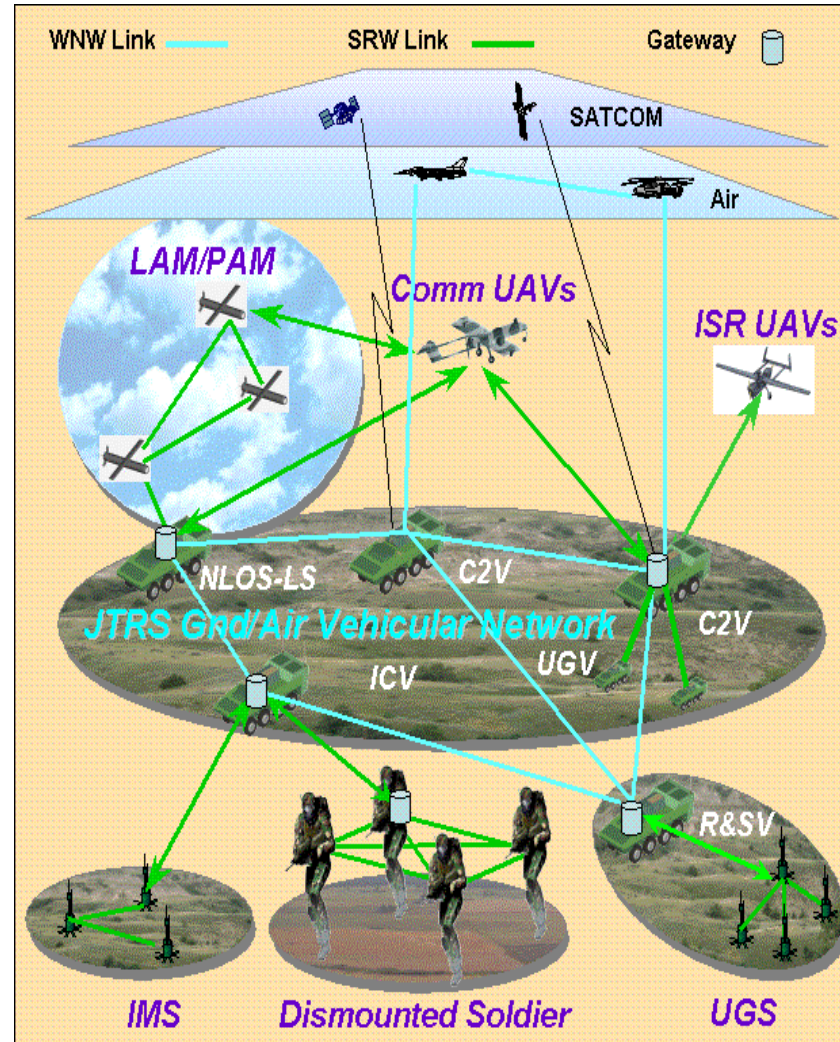 WNW Link
SRW Link
Gateway
SATCOM
Air
LAM/PAM
Comm UAVs
ISR UAVs
NLOS-LS
C2V
C2V
JTRS Gnd/Air Vehicular Network
UGV
ICV
R&SV
IMS
Dismounted Soldier
UGS